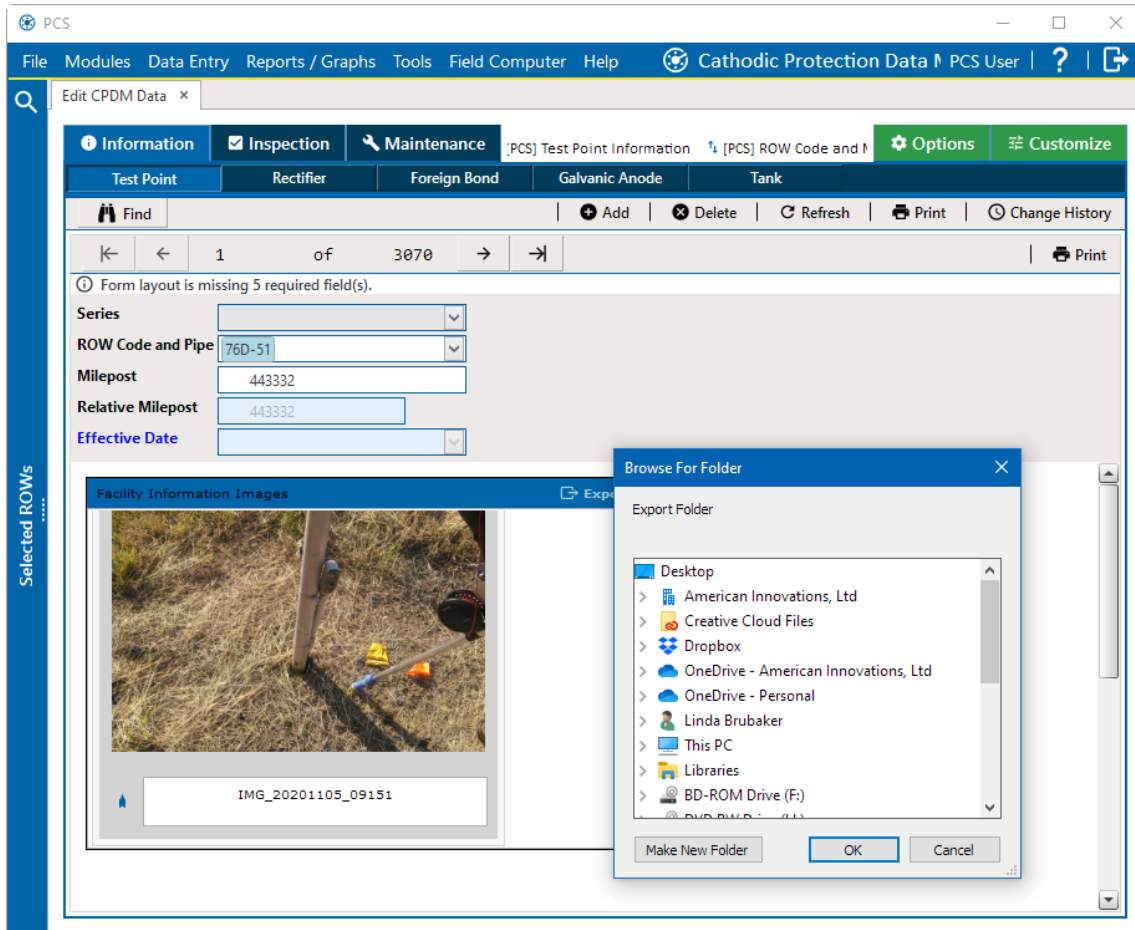 PCS
File Modules Data Entry Reports / Graphs Tools Field Computer Help Cathodic Protection Data PCS User | ? |
Edit CPDM Data ×
Information Inspection Maintenance [PCS] Test Point Information [PCS] ROW Code and Options Customize
Test Point Rectifier Foreign Bond Galvanic Anode Tank
Find | Add | Delete | Refresh | Print | Change History
1 of 3070 | Print
Form layout is missing 5 required field(s).
Series
ROW Code and Pipe 76D-51
Milepost 443332
Relative Milepost 443332
Effective Date
Selected ROWs
Facility Information Images Expo
IMG_20201105_09151
Browse For Folder
Export Folder
Desktop
American Innovations, Ltd
Creative Cloud Files
Dropbox
OneDrive - American Innovations, Ltd
OneDrive - Personal
Linda Brubaker
This PC
Libraries
BD-ROM Drive (F:)
Make New Folder OK Cancel